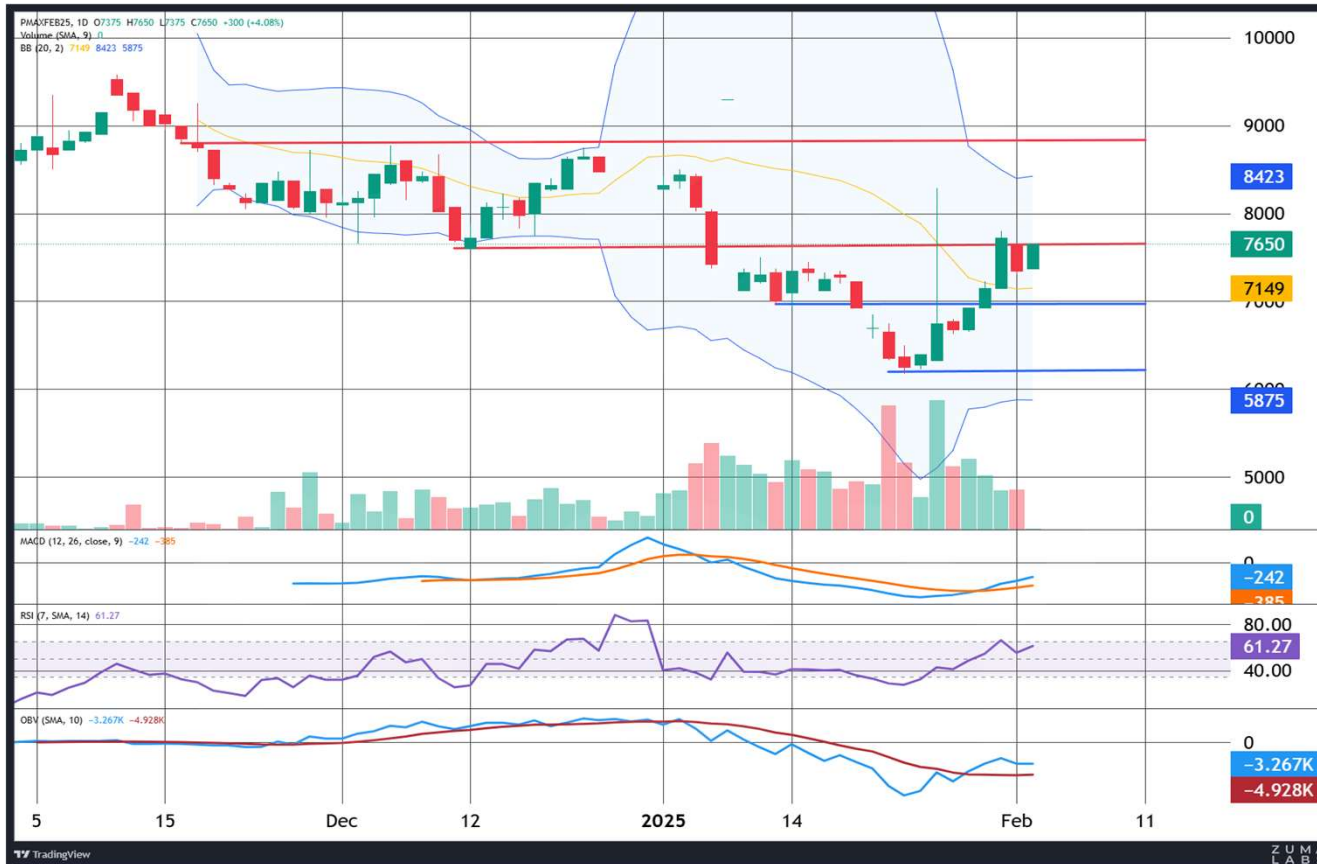 PMAXFEB25, 1D O7375 H7650 L7375 C7650 +300 (+4.08%)
Volume (SMA, 9) 0
BB (20, 2) 7149 8423 5875
10000
9000
8423
8000
7650
7149
7000
6000
5875
5000
0
MACD (12, 26, close, 9) −242 −385
0
−242
−385
RSI (7, SMA, 14) 61.27
80.00
61.27
40.00
OBV (SMA, 10) −3.267K −4.928K
0
−3.267K
−4.928K
5 15 Dec 12 2025 14 Feb 11
TradingView
ZUM
LAB